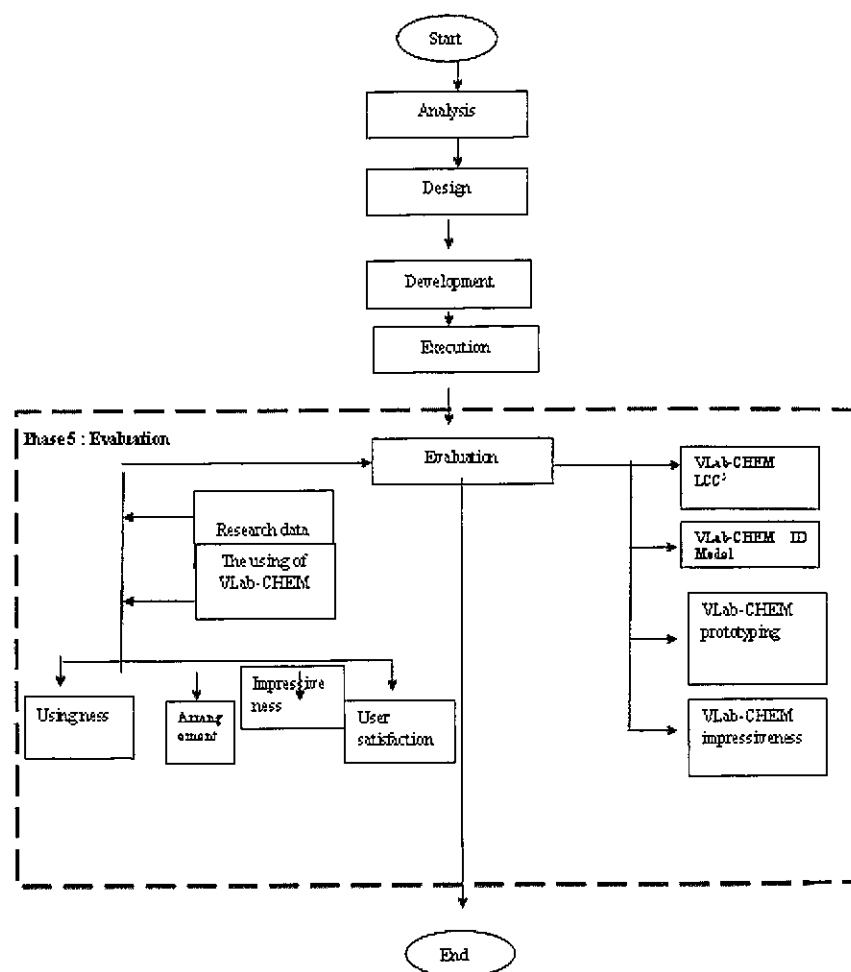 Start
Analysis
Design
Development
Execution
Phase 5 : Evaluation
Evaluation
VLab-CHEM
LCC
Research data
The using of
VLab-CHEM
VLab-CHEM ID
Model
VLab-CHEM
prototyping
Usingness
Arrang
ement
Impressive
ness
User
satisfaction
VLab-CHEM
impressiveness
End